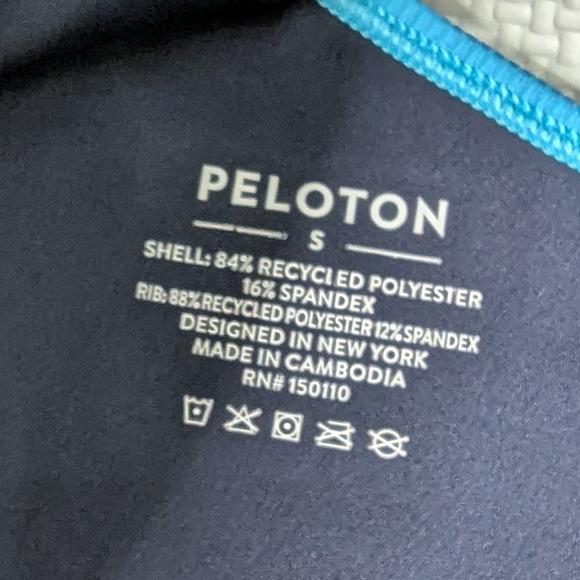 PELOTON
S
SHELL: 84% RECYCLED POLYESTER
16% SPANDEX
RIB: 88% RECYCLED POLYESTER 12% SPANDEX
DESIGNED IN NEW YORK
MADE IN CAMBODIA
RN# 150110